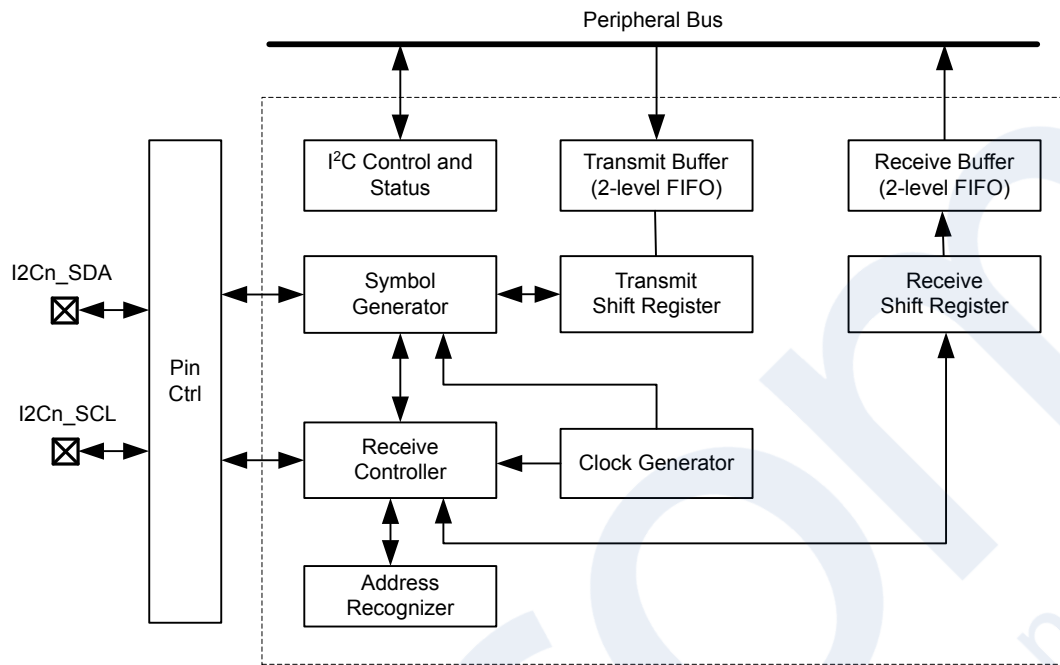 Peripheral Bus
I²C Control and
Status
Transmit Buffer
(2-level FIFO)
Receive Buffer
(2-level FIFO)
I2Cn_SDA
Symbol
Generator
Transmit
Shift Register
Receive
Shift Register
Pin
Ctrl
I2Cn_SCL
Receive
Controller
Clock Generator
Address
Recognizer